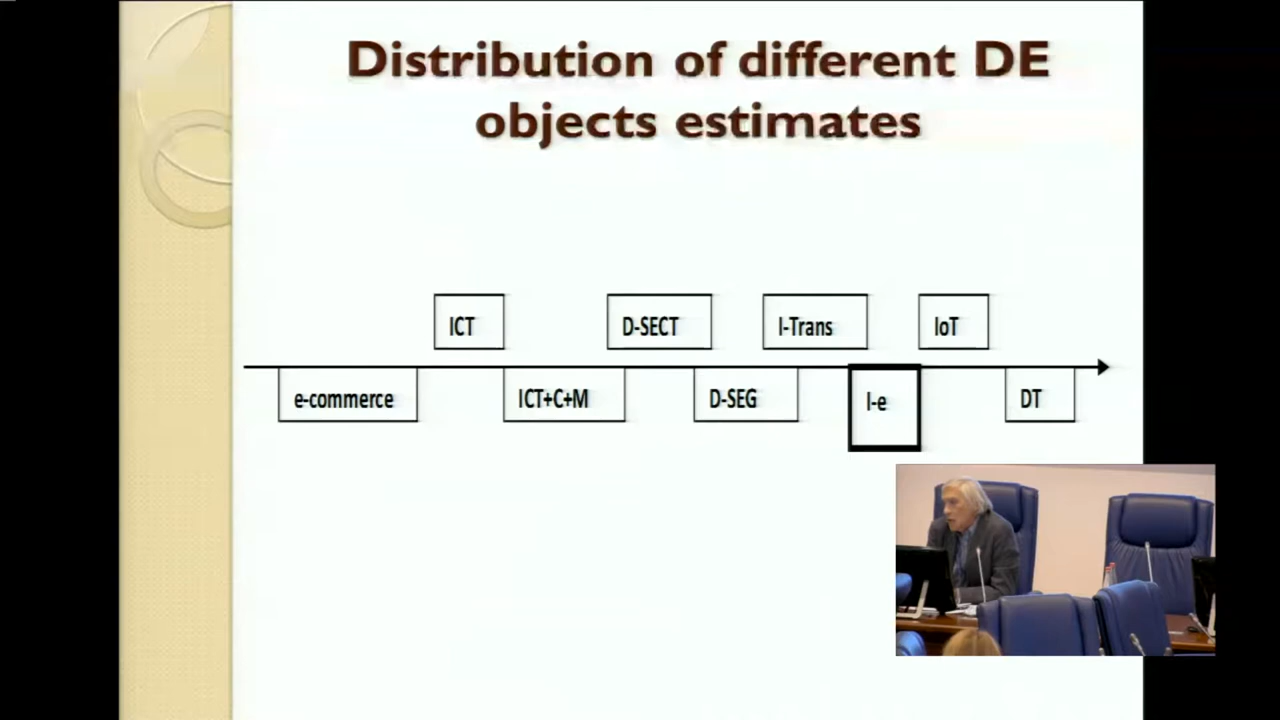 Distribution of different DE
objects estimates
ICT
D-SECT
I-Trans
IoT
e-commerce
ICT+C+M
D-SEG
I-e
DT